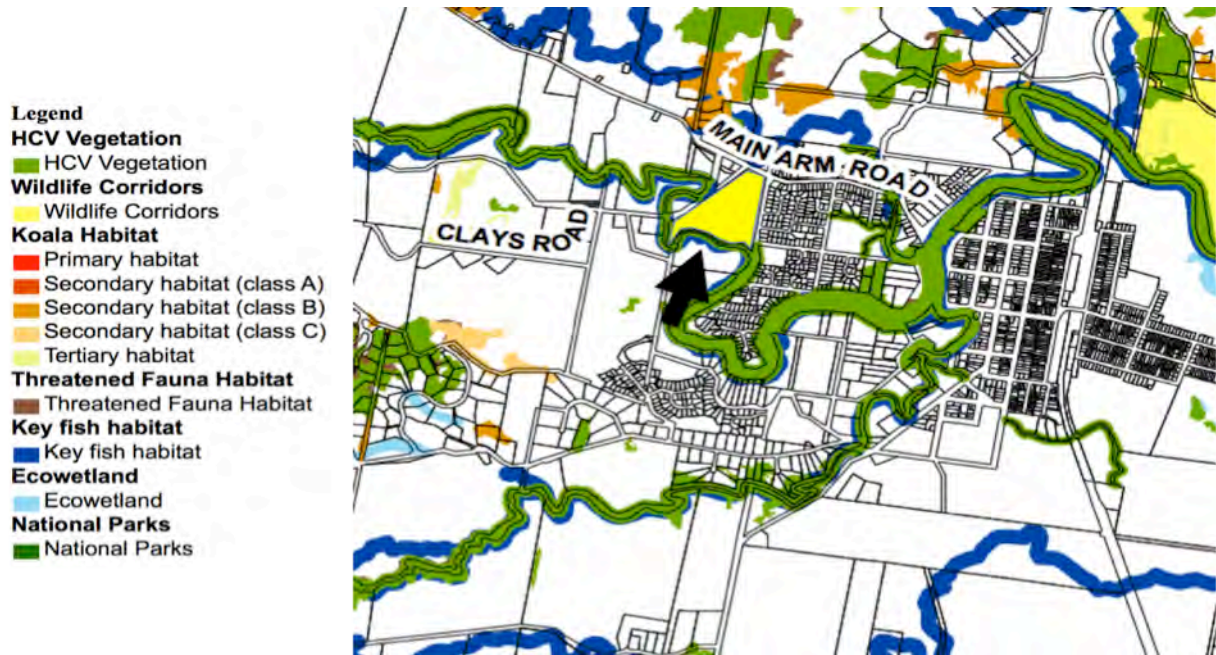 Legend
HCV Vegetation
HCV Vegetation
Wildlife Corridors
Wildlife Corridors
Koala Habitat
Primary habitat
Secondary habitat (class A)
Secondary habitat (class B)
Secondary habitat (class C)
Tertiary habitat
Threatened Fauna Habitat
Threatened Fauna Habitat
Key fish habitat
Key fish habitat
Ecowetland
Ecowetland
National Parks
National Parks
MAIN ARM ROAD
CLAYS ROAD